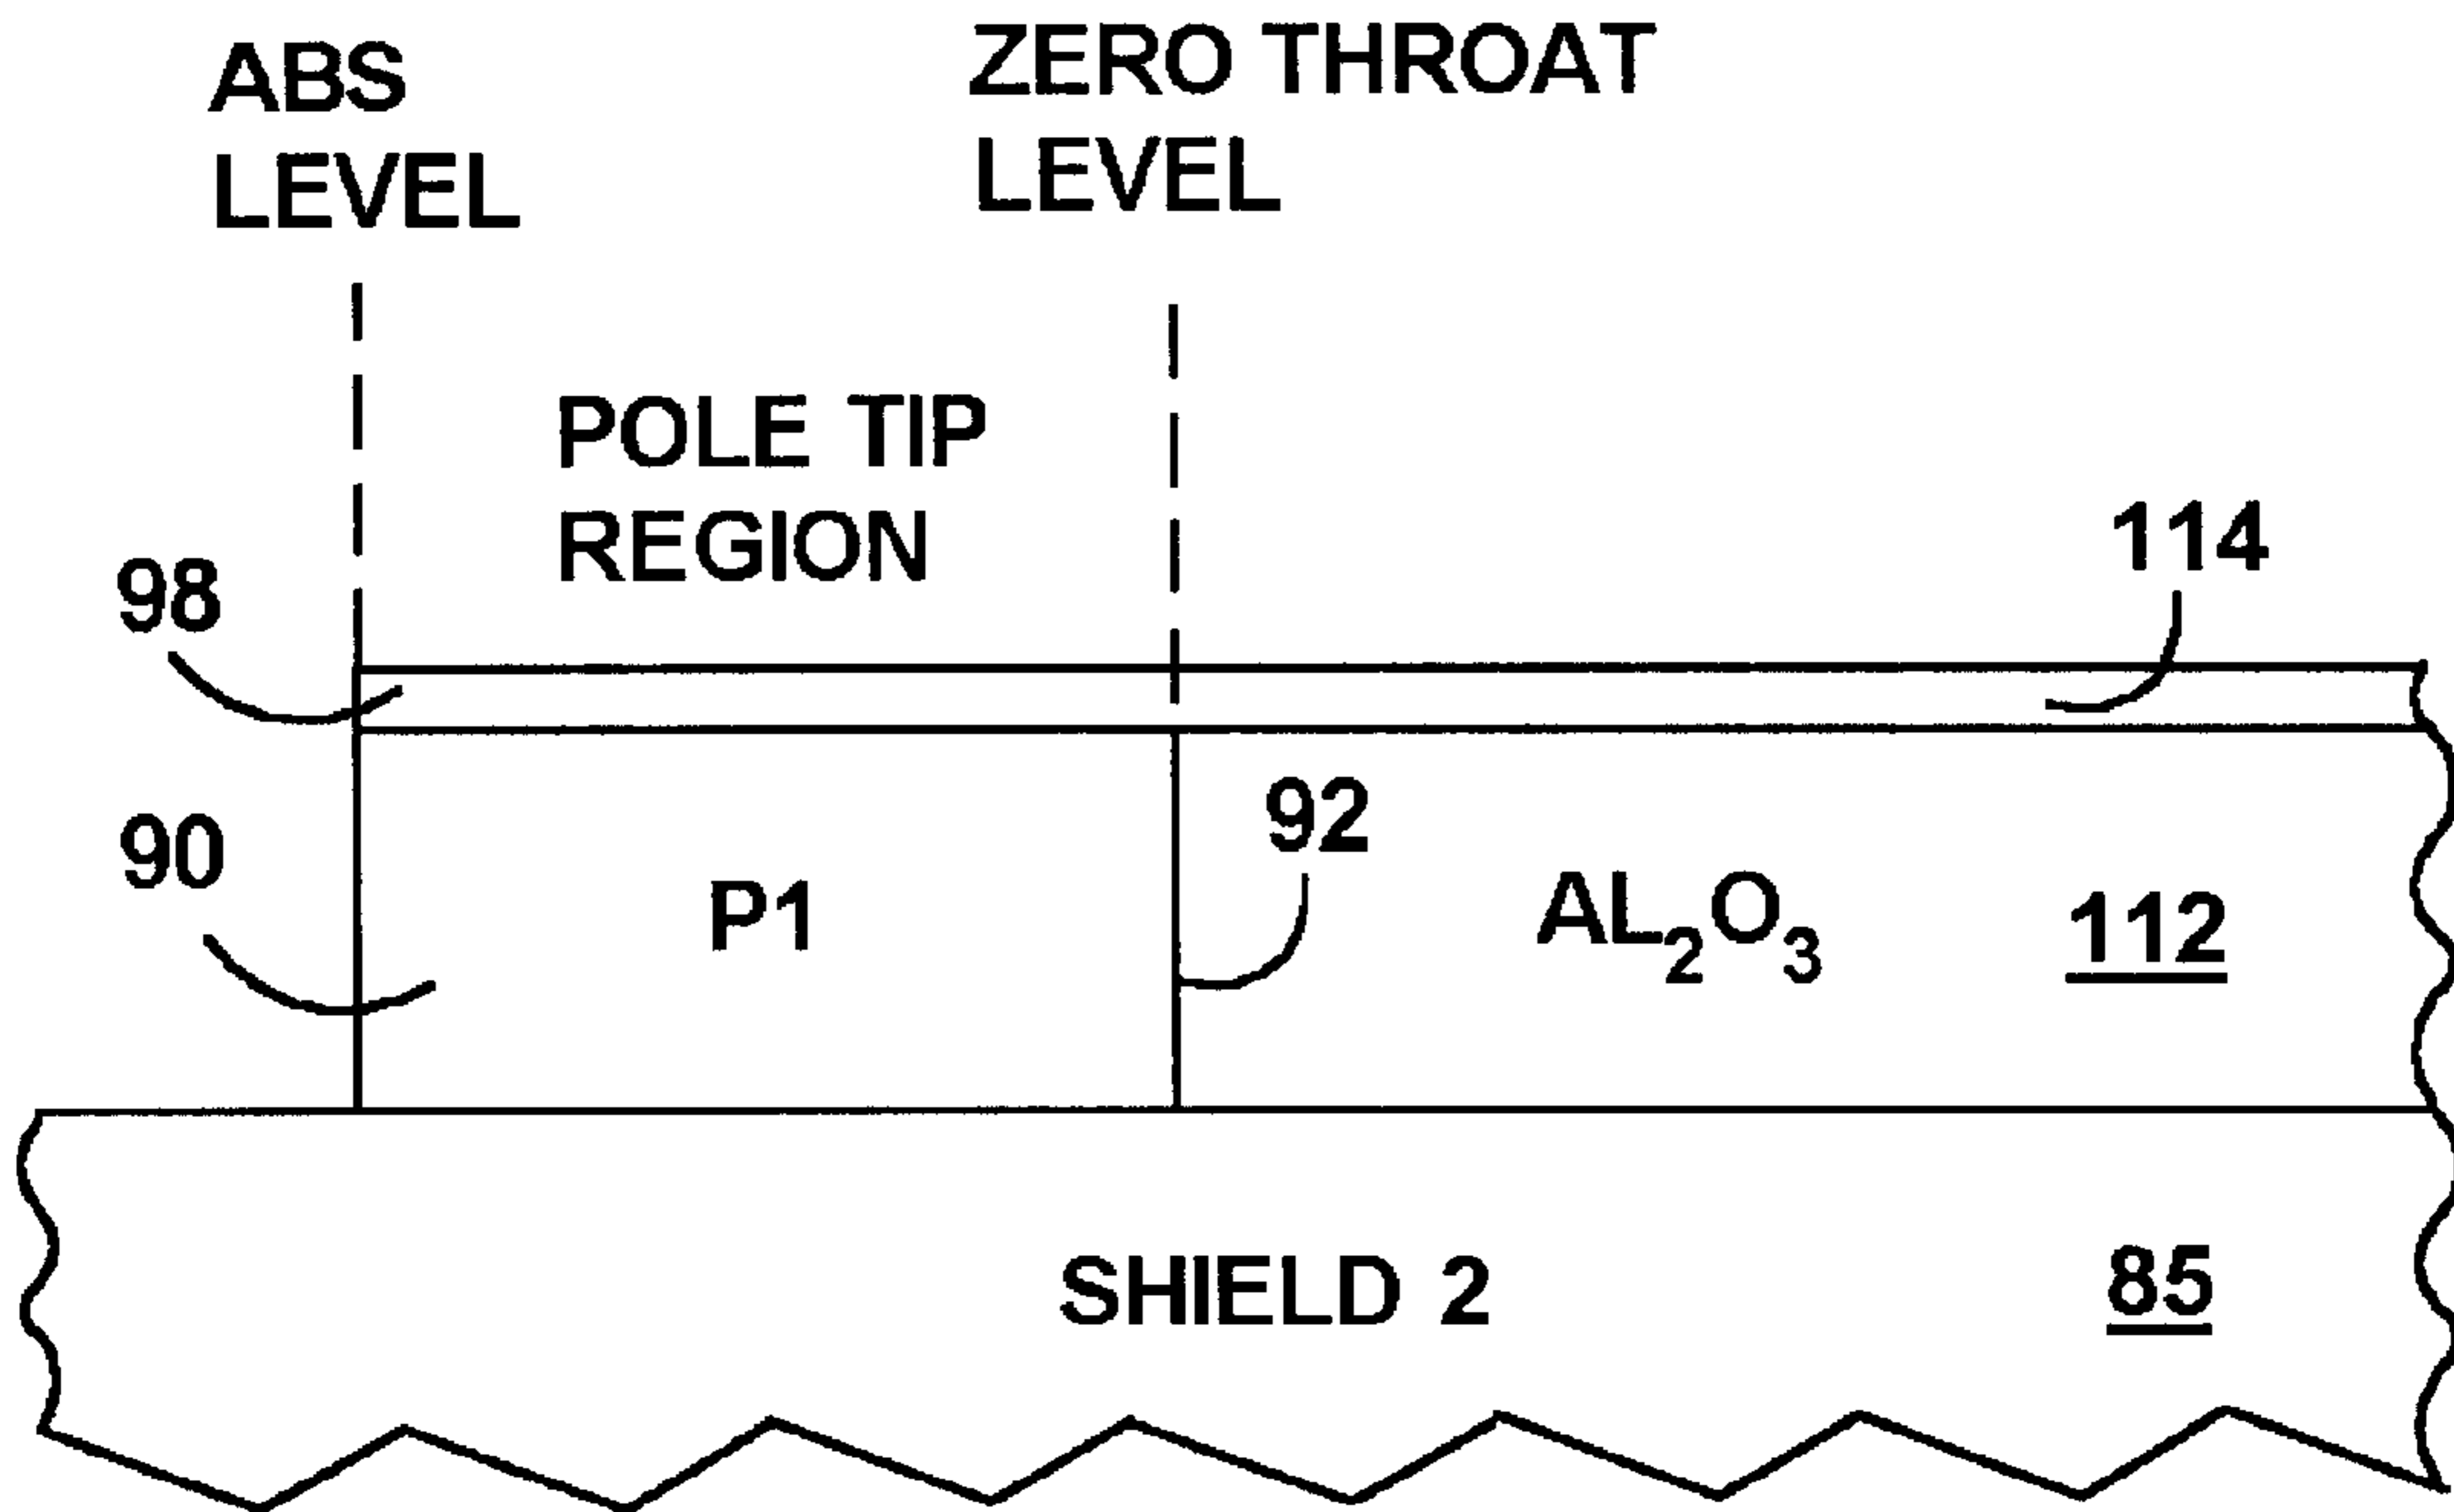 ABS
LEVEL
ZERO THROAT
LEVEL
POLE TIP
REGION
98
114
90
P1
92
AL₂O₃
112
SHIELD 2
85